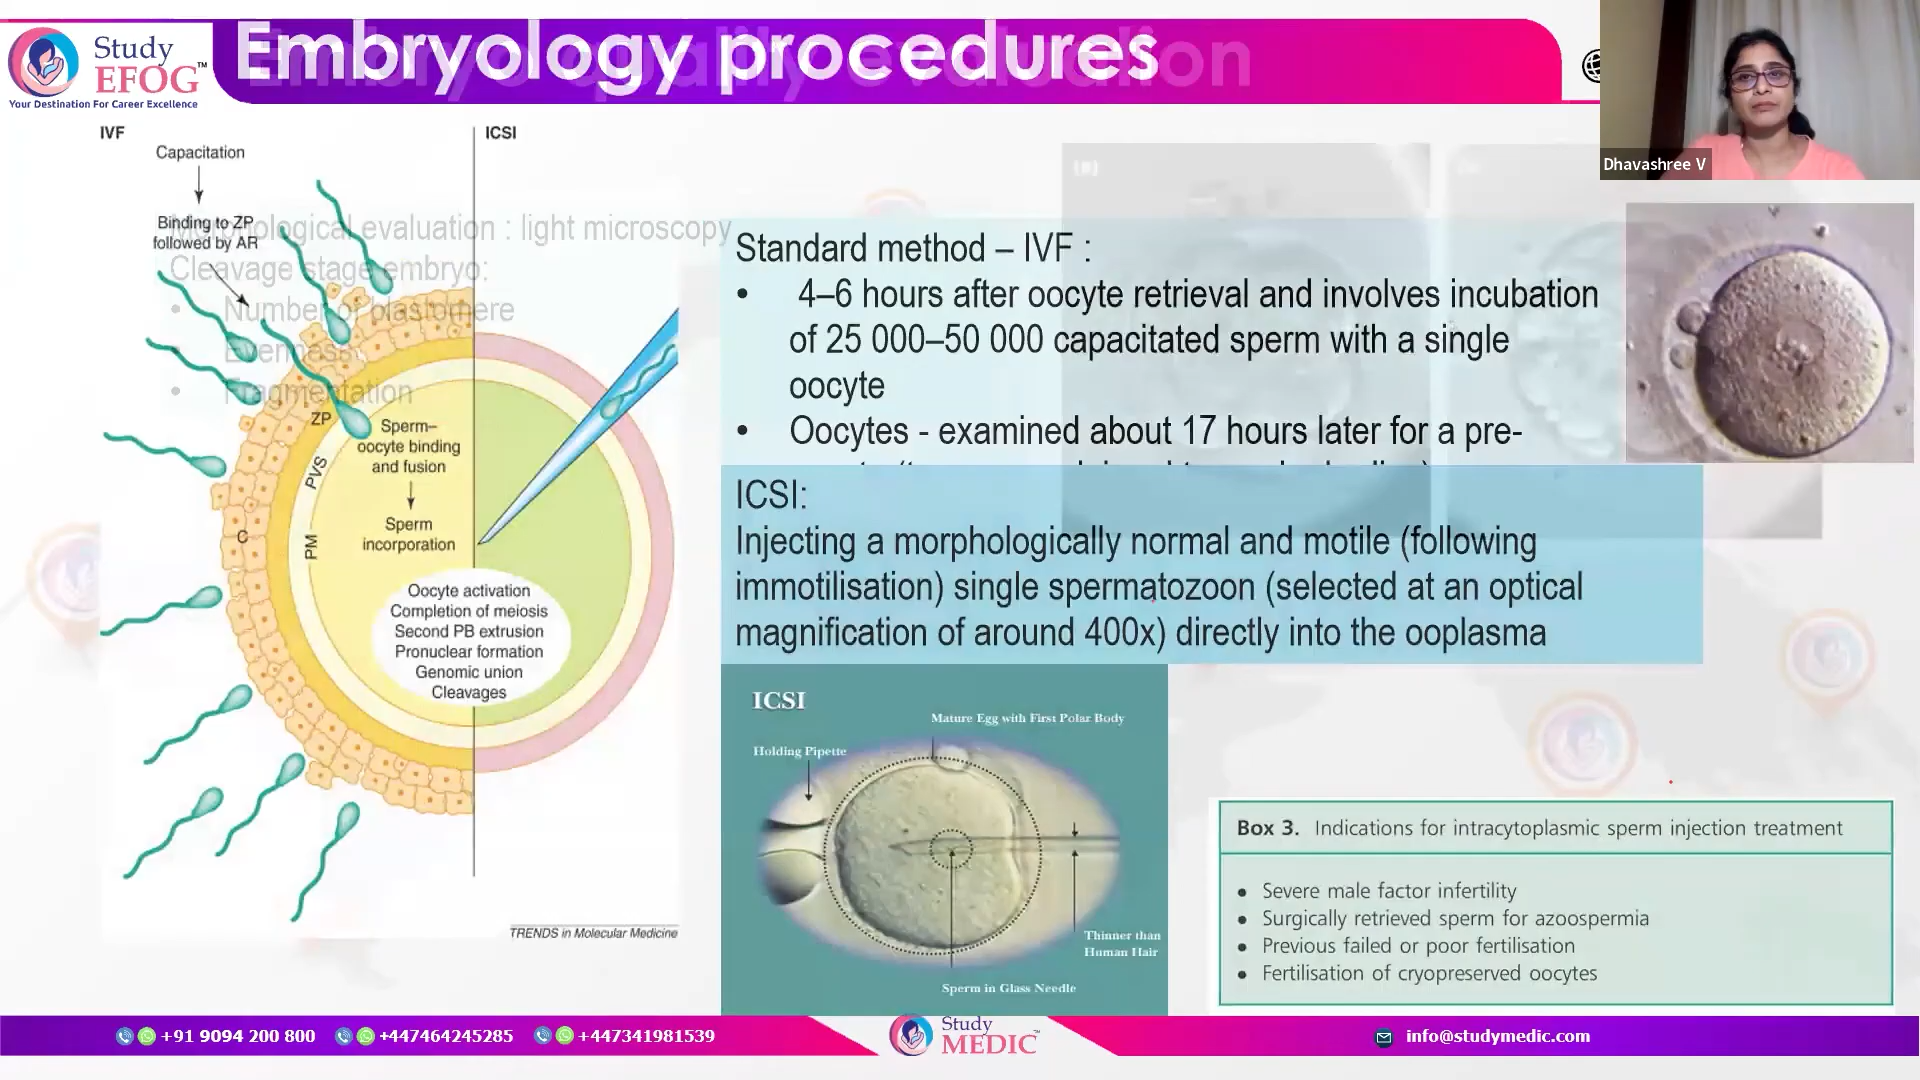 Embryology procedures
evaluation
Study
EFOG™
Your Destination For Career Excellence
Dhavashree V
IVF
ICSI
Capacitation
Binding to ZP
followed by AR
Morphological evaluation : light microscopy
Cleavage stage embryo:
• Number of blastomere
• Evenness
• Fragmentation
ZP
PVS
PM
C
Sperm–
oocyte binding
and fusion
Sperm
incorporation
Oocyte activation
Completion of meiosis
Second PB extrusion
Pronuclear formation
Genomic union
Cleavages
TRENDS in Molecular Medicine
Standard method – IVF :
• 4–6 hours after oocyte retrieval and involves incubation
of 25 000–50 000 capacitated sperm with a single
oocyte
• Oocytes - examined about 17 hours later for a pre-
ICSI:
Injecting a morphologically normal and motile (following
immotilisation) single spermatozoon (selected at an optical
magnification of around 400x) directly into the ooplasma
ICSI
Mature Egg with First Polar Body
Holding Pipette
Thinner than
Human Hair
Sperm in Glass Needle
Box 3. Indications for intracytoplasmic sperm injection treatment
• Severe male factor infertility
• Surgically retrieved sperm for azoospermia
• Previous failed or poor fertilisation
• Fertilisation of cryopreserved oocytes
+91 9094 200 800
+447464245285
+447341981539
Study
MEDIC™
info@studymedic.com